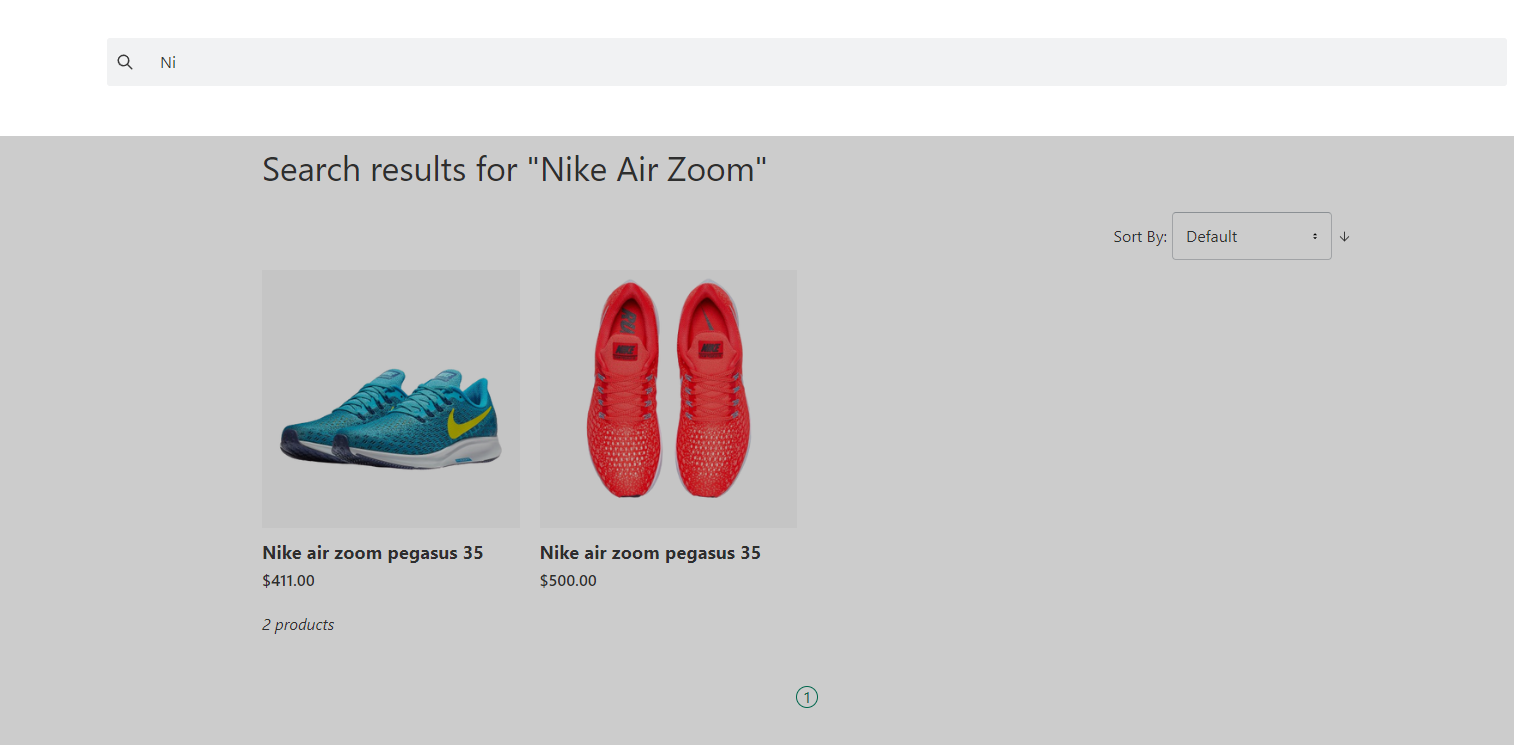 Ni
Search results for "Nike Air Zoom"
Sort By: Default
Nike air zoom pegasus 35
$411.00
Nike air zoom pegasus 35
$500.00
2 products
1